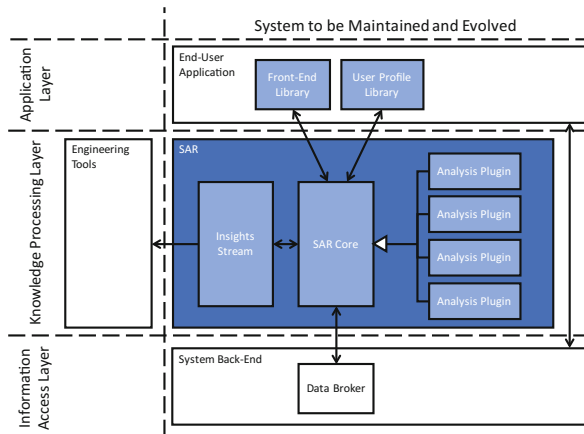 System to be Maintained and Evolved
Application
Layer
End-User
Application
Front-End
Library
User Profile
Library
Knowledge Processing Layer
Engineering
Tools
SAR
Insights
Stream
SAR Core
Analysis Plugin
Analysis Plugin
Analysis Plugin
Analysis Plugin
Information
Access Layer
System Back-End
Data Broker